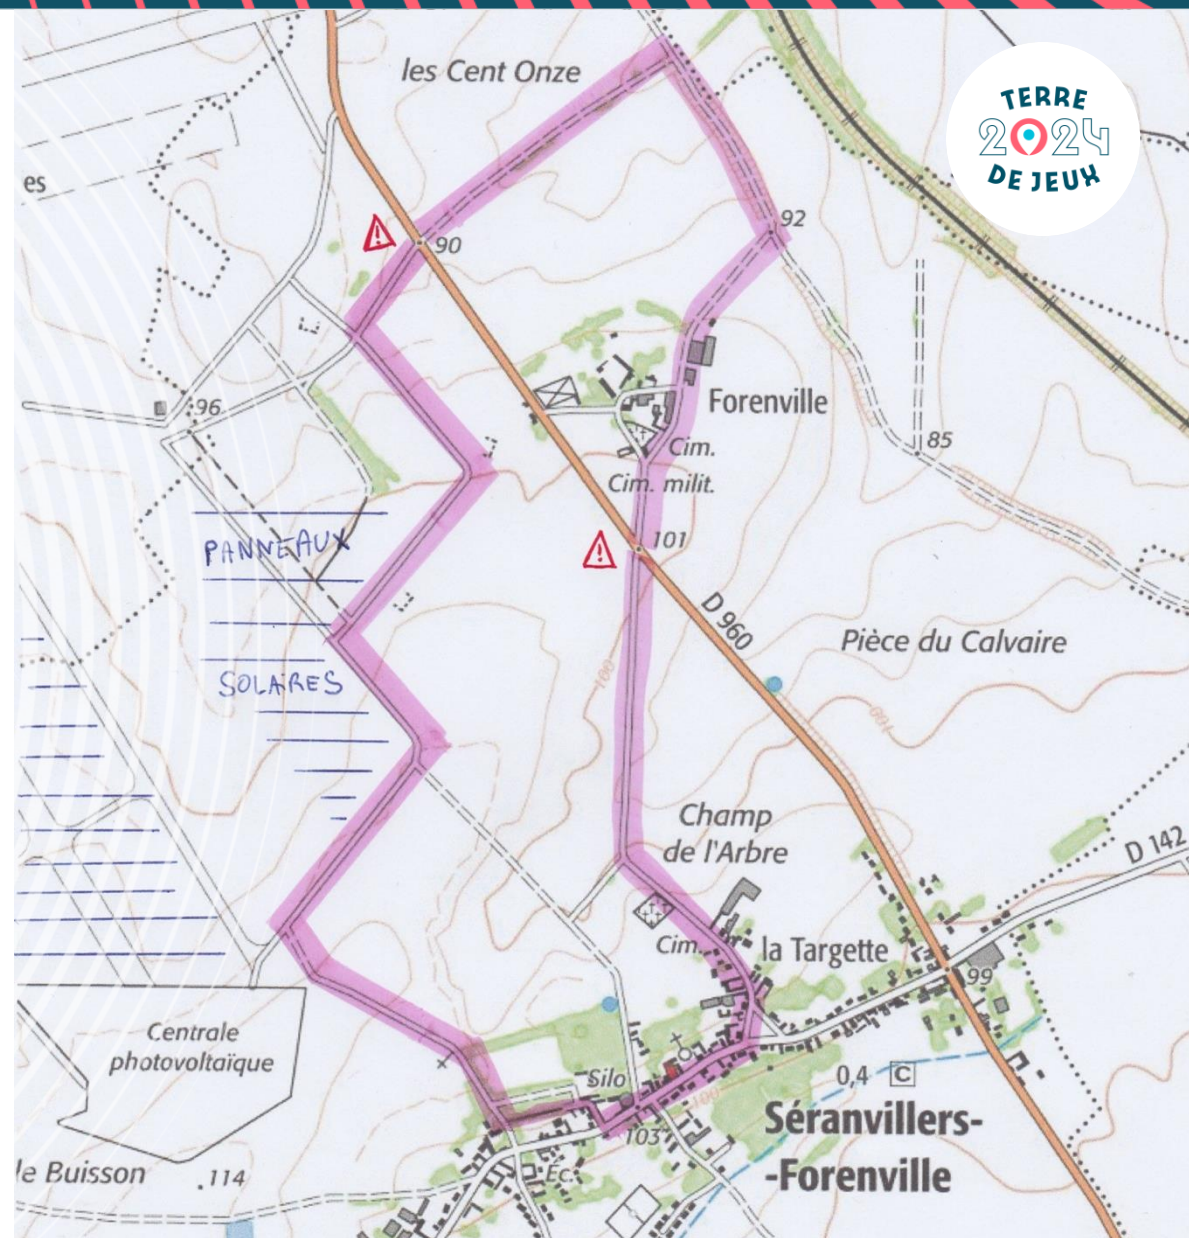 les Cent Onze
TERRE
2024
DE JEUX
es
92
90
96
Forenville
85
Cim.
Cim. milit.
PANNEAUX
101
D 960
Pièce du Calvaire
SOLAIRES
100
100
Champ
de l'Arbre
D 142
Cim.
la Targette
99
Centrale
photovoltaïque
Silo
0,4 C
100
103
Séranvillers-
-Forenville
le Buisson
.114
Éc.